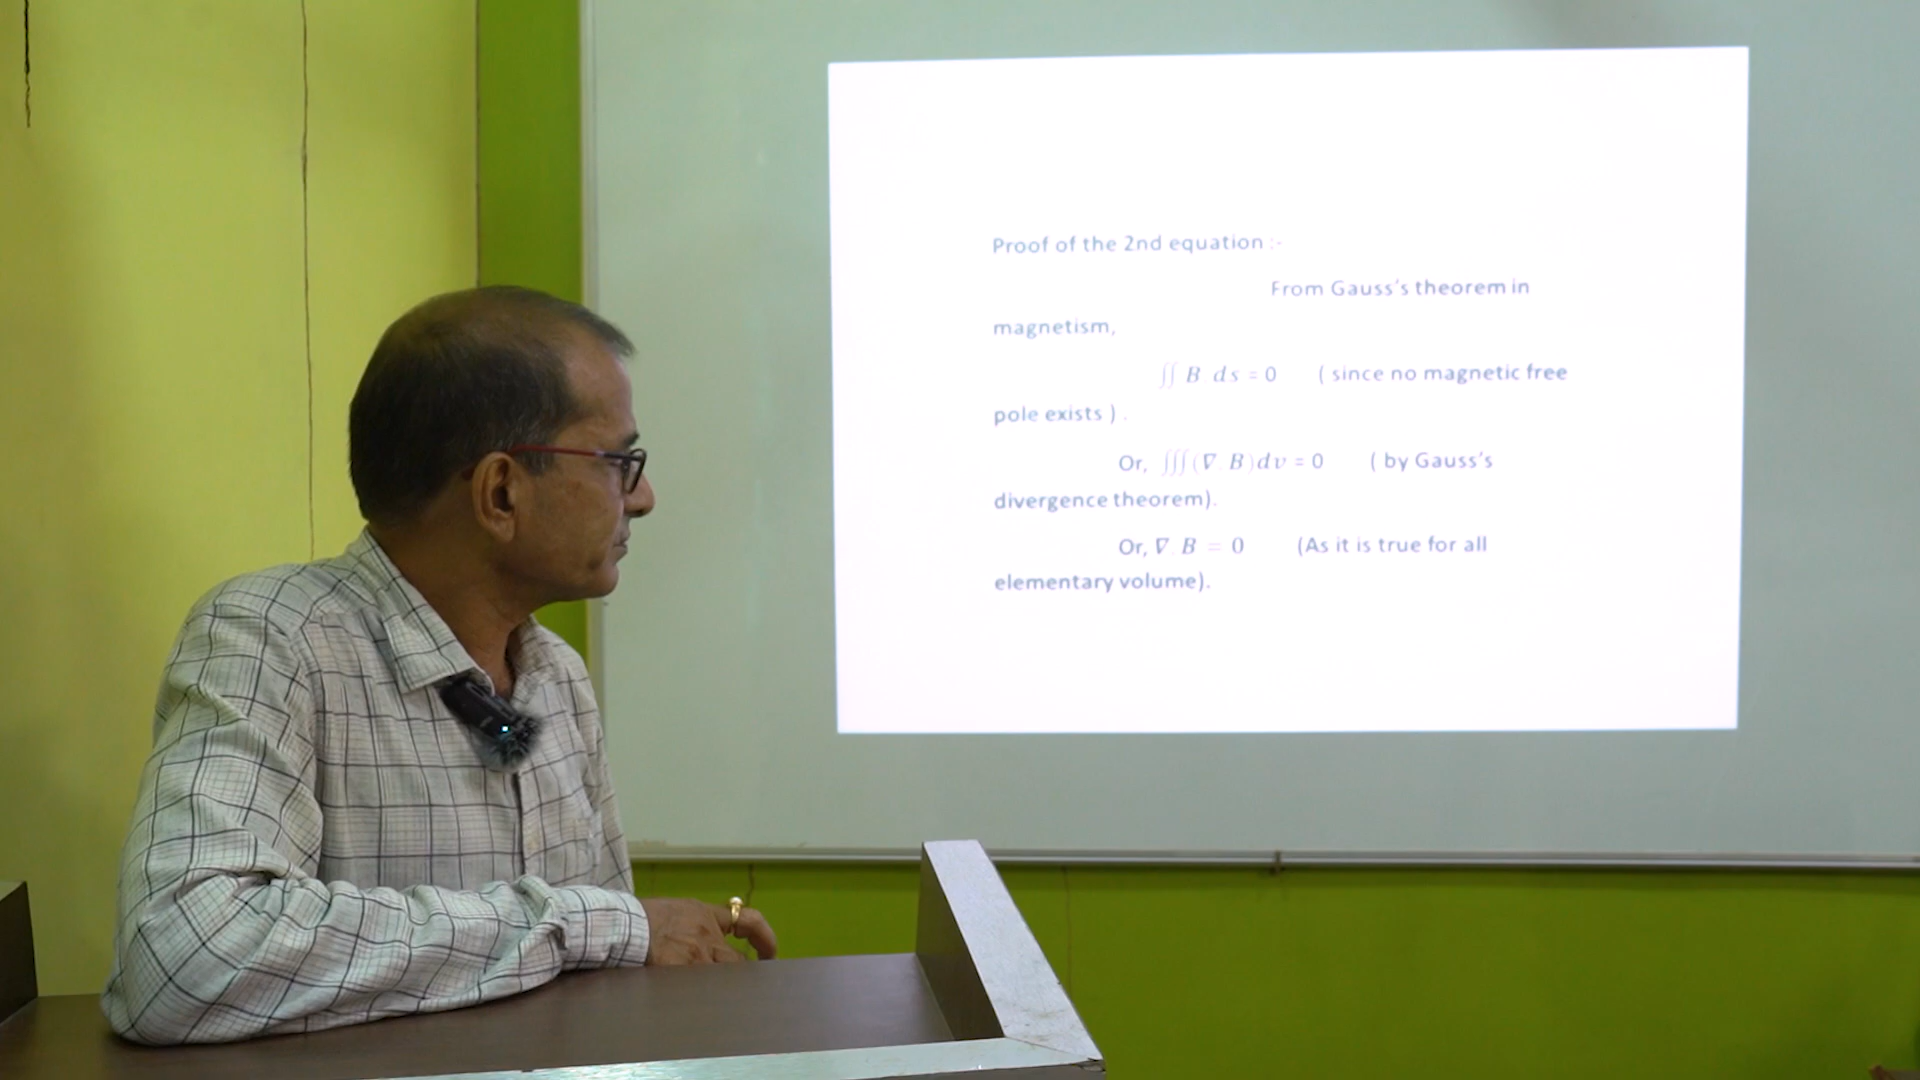 Proof of the 2nd equation :-
From Gauss's theorem in
magnetism,
∬ B . ds = 0 ( since no magnetic free
pole exists ) .
Or, ∭(∇. B)dv = 0 ( by Gauss's
divergence theorem).
Or, ∇. B = 0 (As it is true for all
elementary volume).